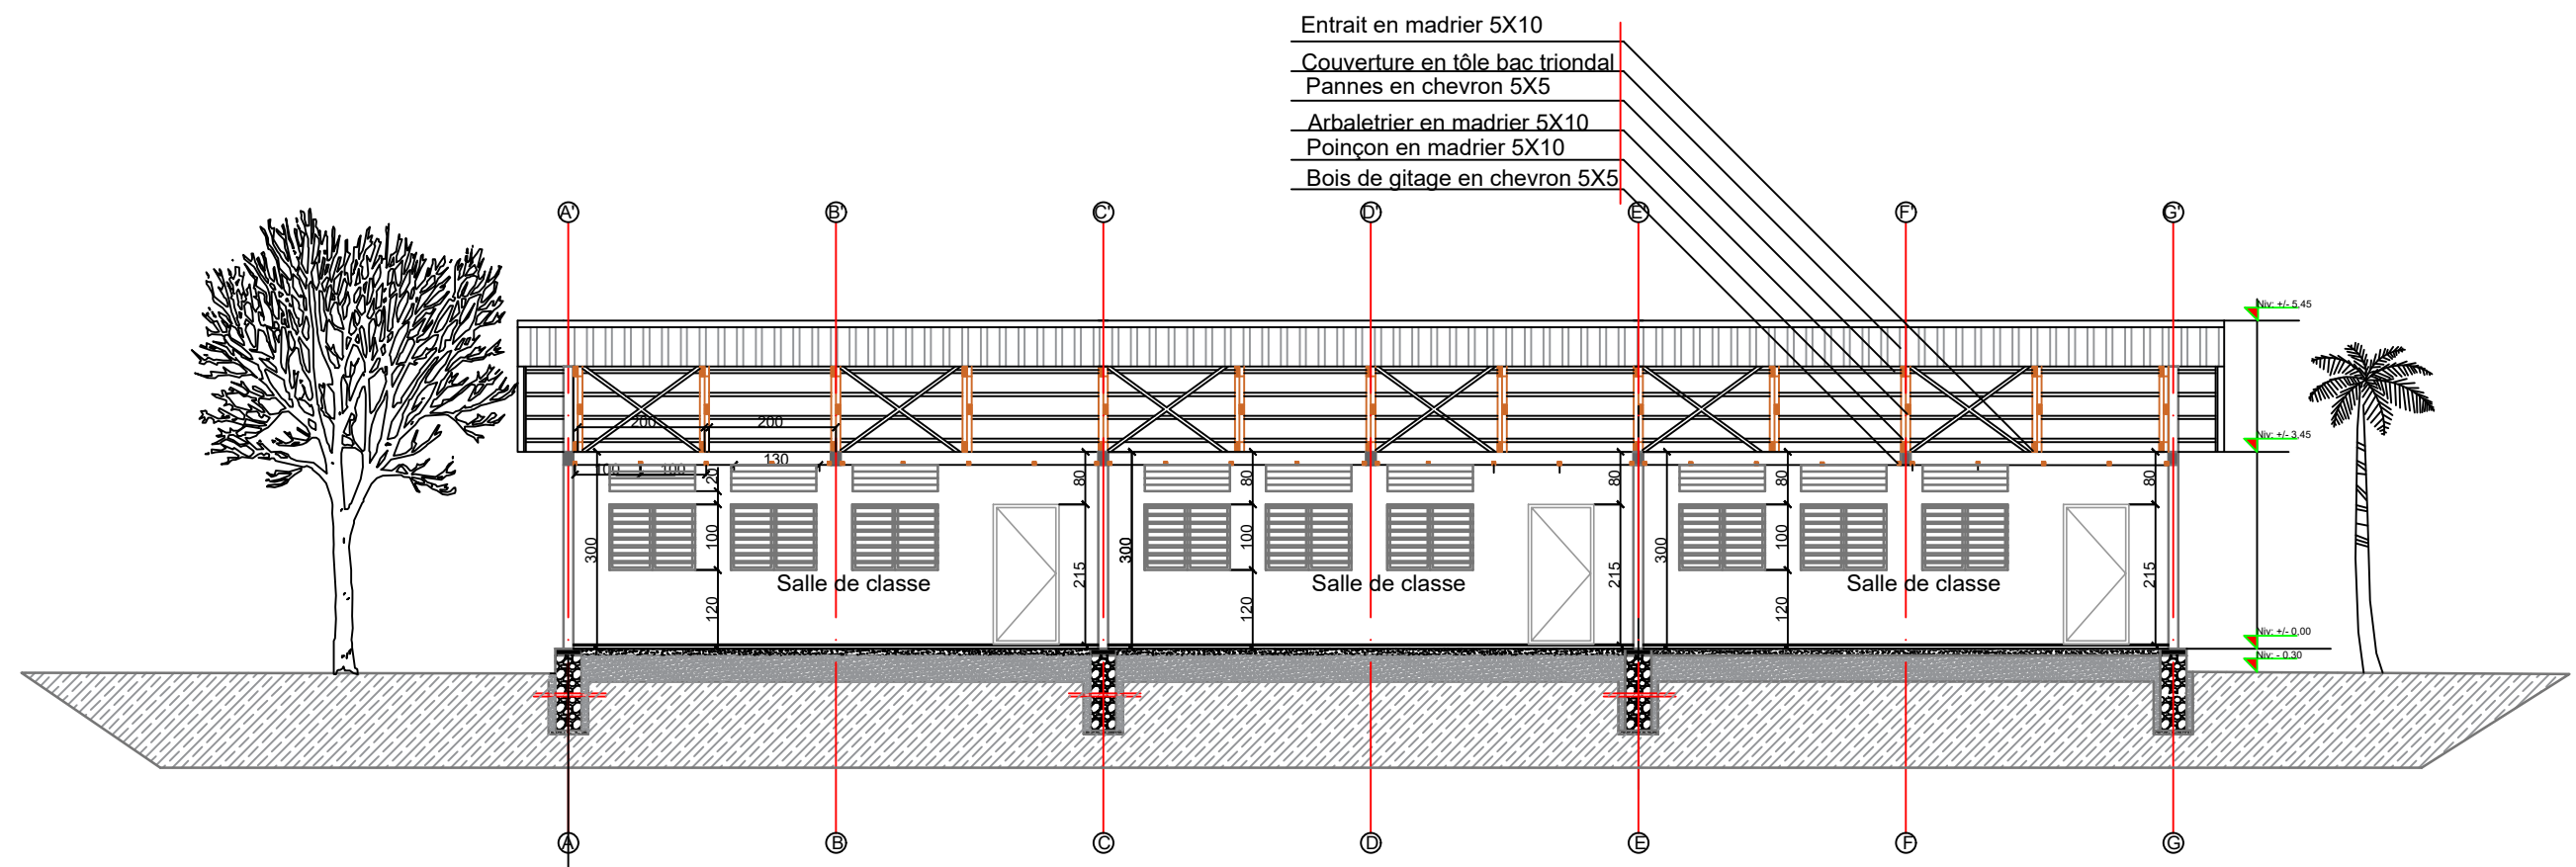 Entrait en madrier 5X10
Couverture en tôle bac triondal
Pannes en chevron 5X5
Arbaletrier en madrier 5X10
Poinçon en madrier 5X10
Bois de gitage en chevron 5X5
A' B' C' D' E' F' G'
Niv: +/- 5.45
200 200
Niv: +/- 3.45
100 100 130
20 80 80 80 80 80
300 100 300 100 300 100
215 215 215
Salle de classe Salle de classe Salle de classe
120 120 120
Niv: +/- 0.00
Niv: - 0.30
A B C D E F G